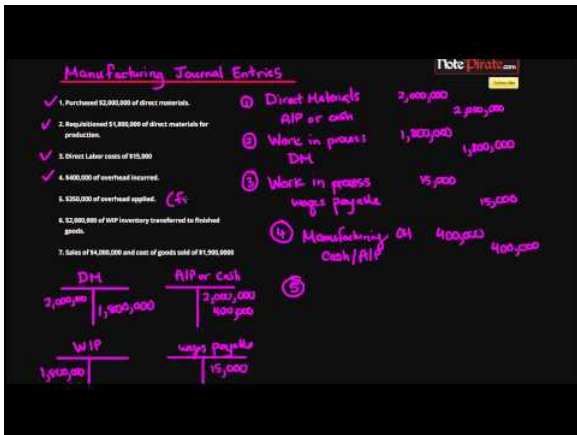 Manufacturing Journal Entries
Note Pirate.com
Subscribe
✓ 1. Purchased $2,000,000 of direct materials.
✓ 2. Requisitioned $1,800,000 of direct materials for
production.
✓ 3. Direct Labor costs of $15,000
✓ 4. $400,000 of overhead incurred.
5. $350,000 of overhead applied. (fi
6. $2,000,000 of WIP inventory transferred to finished
goods.
7. Sales of $4,000,000 and cost of goods sold of $1,900,0000
① Direct Materials 2,000,000
A/P or cash 2,000,000
② Work in process 1,800,000
DM 1,800,000
③ Work in process 15,000
wages payable 15,000
④ Manufacturing OH 400,000
Cash/A/P 400,000
⑤
DM
2,000,000
1,800,000
A/P or Cash
2,000,000
400,000
WIP
1,800,000
wages payable
15,000